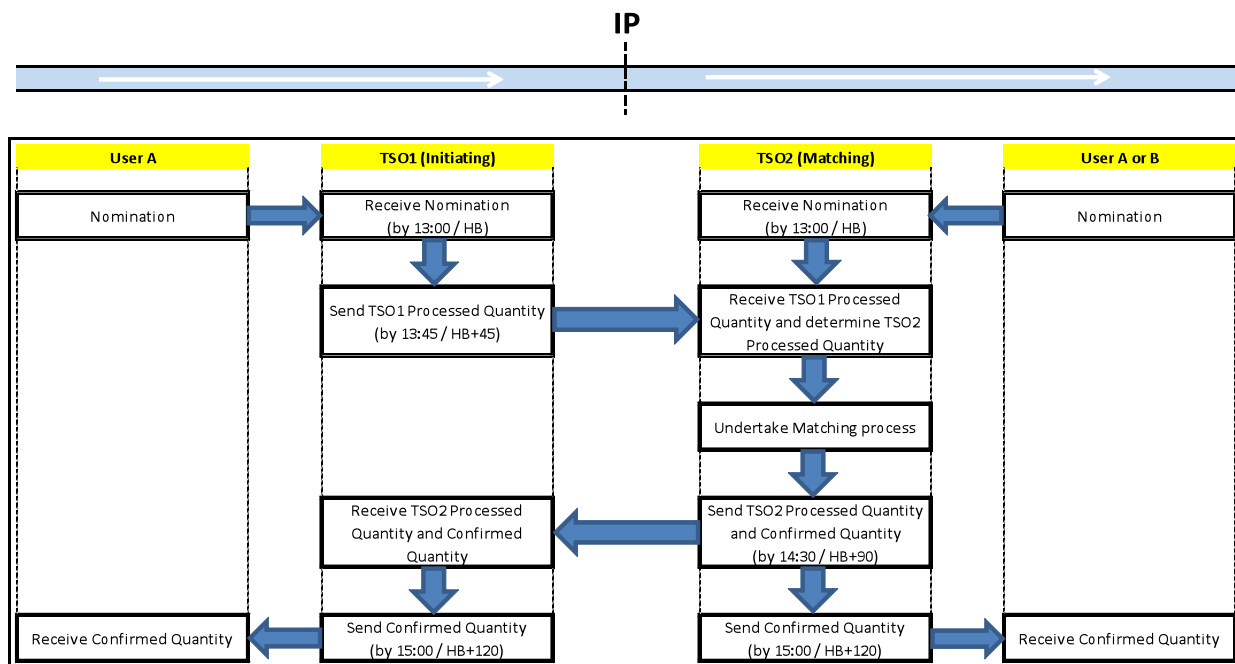 IP
User A
TSO1 (Initiating)
TSO2 (Matching)
User A or B
Nomination
Receive Nomination
(by 13:00 / HB)
Receive Nomination
(by 13:00 / HB)
Nomination
Send TSO1 Processed Quantity
(by 13:45 / HB+45)
Receive TSO1 Processed
Quantity and determine TSO2
Processed Quantity
Undertake Matching process
Receive TSO2 Processed
Quantity and Confirmed
Quantity
Send TSO2 Processed Quantity
and Confirmed Quantity
(by 14:30 / HB+90)
Receive Confirmed Quantity
Send Confirmed Quantity
(by 15:00 / HB+120)
Send Confirmed Quantity
(by 15:00 / HB+120)
Receive Confirmed Quantity